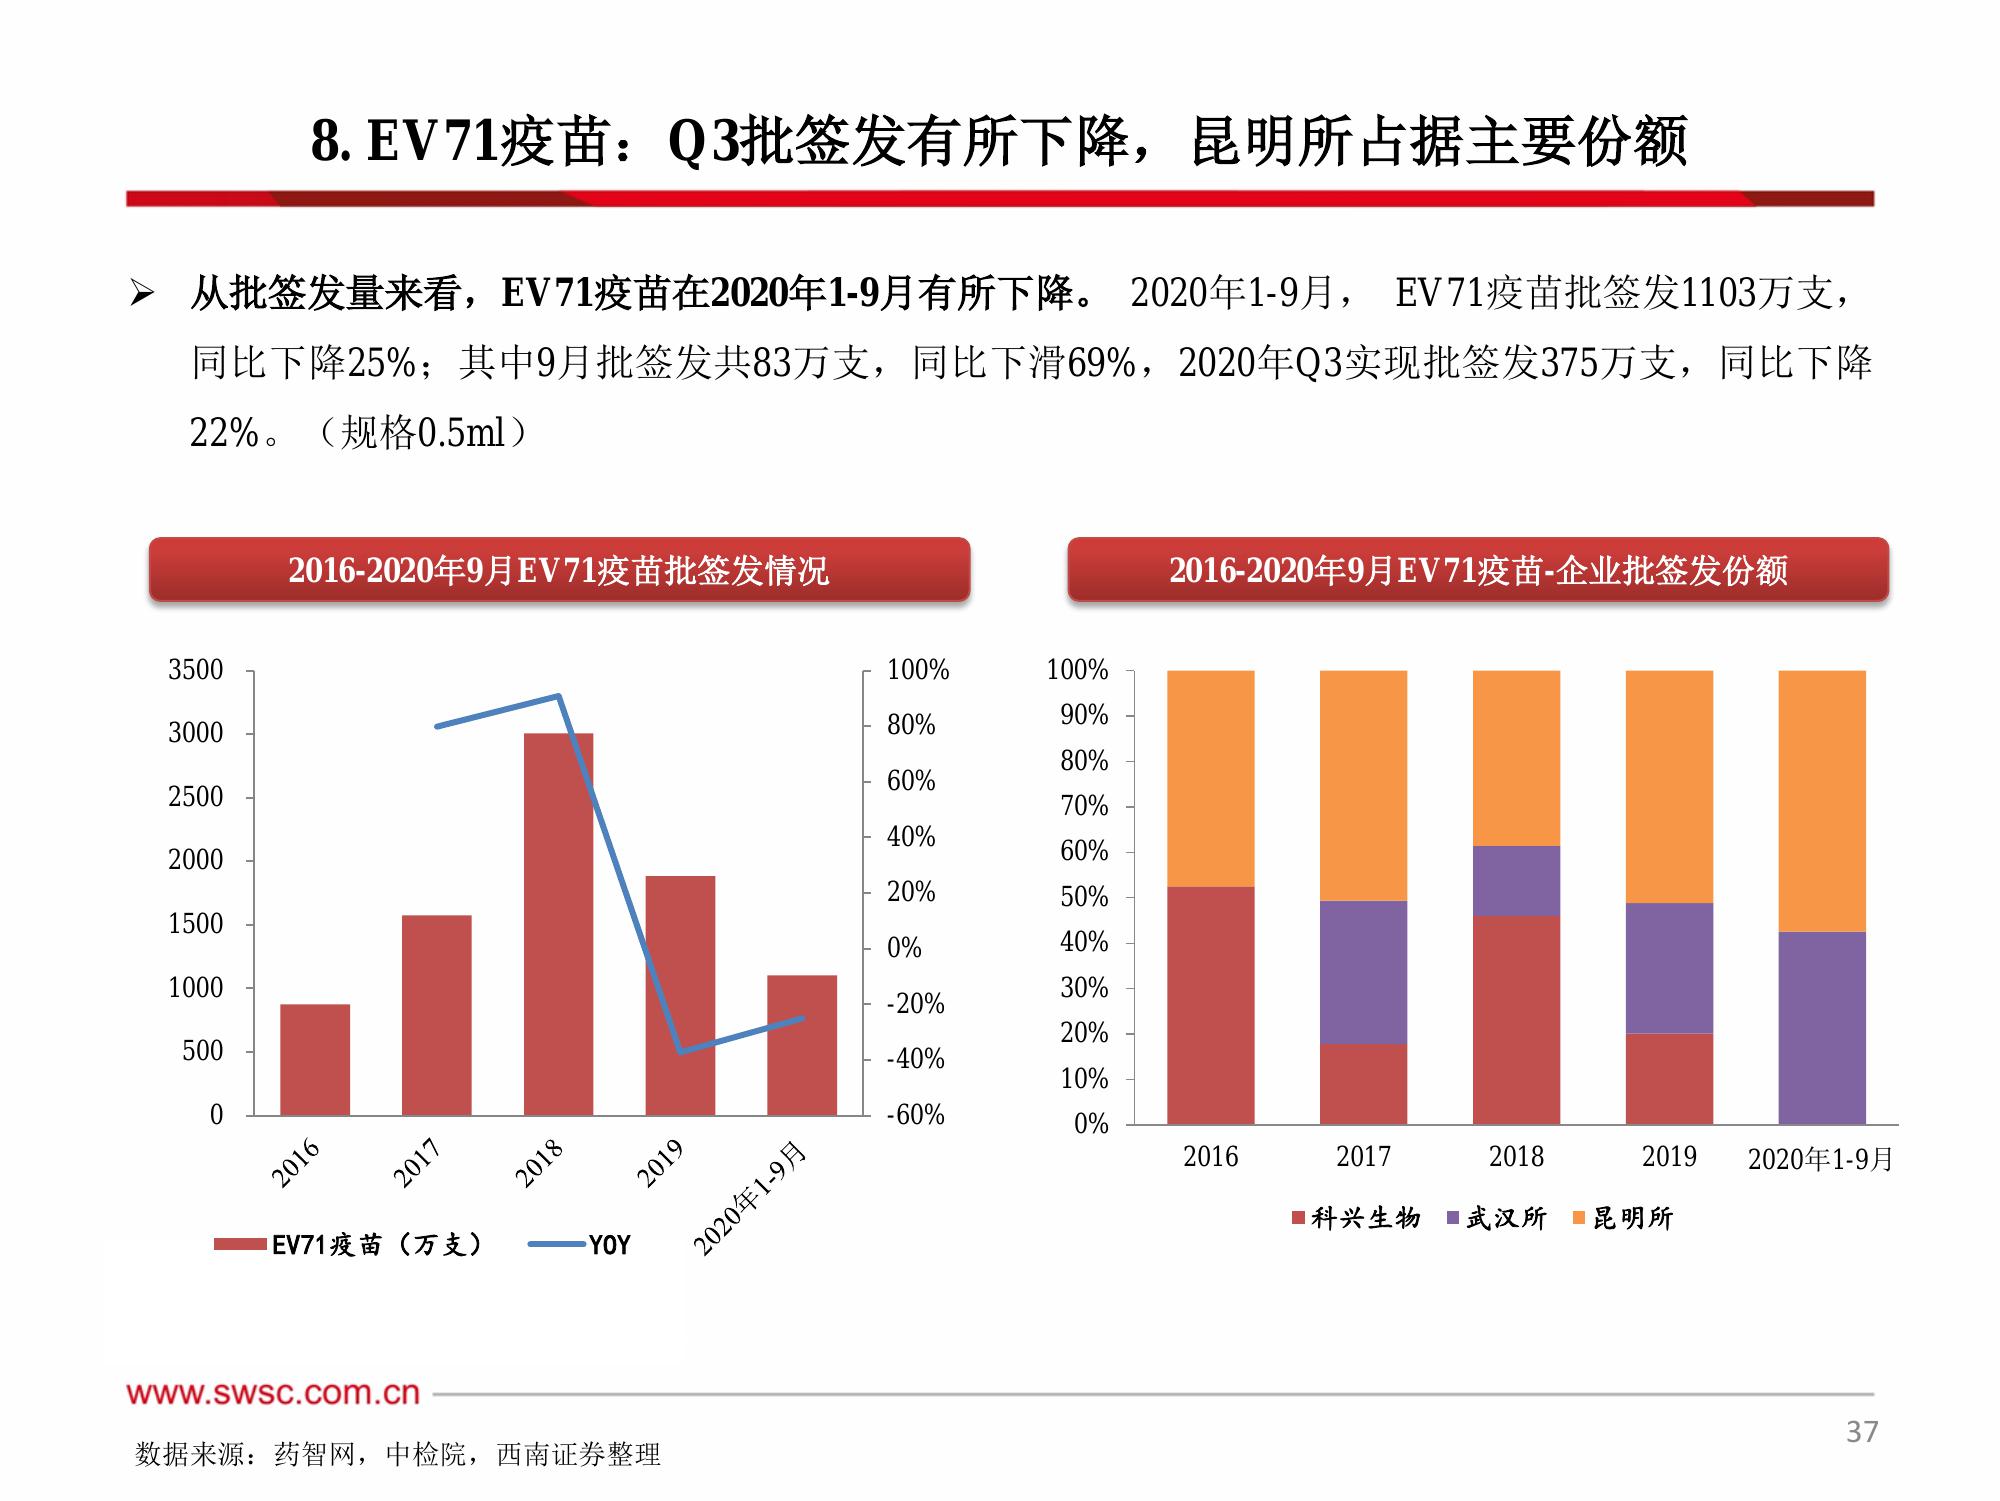 8. EV71疫苗：Q3批签发有所下降，昆明所占据主要份额
➢ 从批签发量来看，EV71疫苗在2020年1-9月有所下降。 2020年1-9月， EV71疫苗批签发1103万支，
同比下降25%；其中9月批签发共83万支，同比下滑69%，2020年Q3实现批签发375万支，同比下降
22%。（规格0.5ml）
2016-2020年9月EV71疫苗批签发情况
3500
3000
2500
2000
1500
1000
500
0
100%
80%
60%
40%
20%
0%
-20%
-40%
-60%
2016
2017
2018
2019
2020年1-9月
EV71疫苗（万支）
YOY
2016-2020年9月EV71疫苗-企业批签发份额
100%
90%
80%
70%
60%
50%
40%
30%
20%
10%
0%
2016
2017
2018
2019
2020年1-9月
科兴生物
武汉所
昆明所
www.swsc.com.cn
37
数据来源：药智网，中检院，西南证券整理